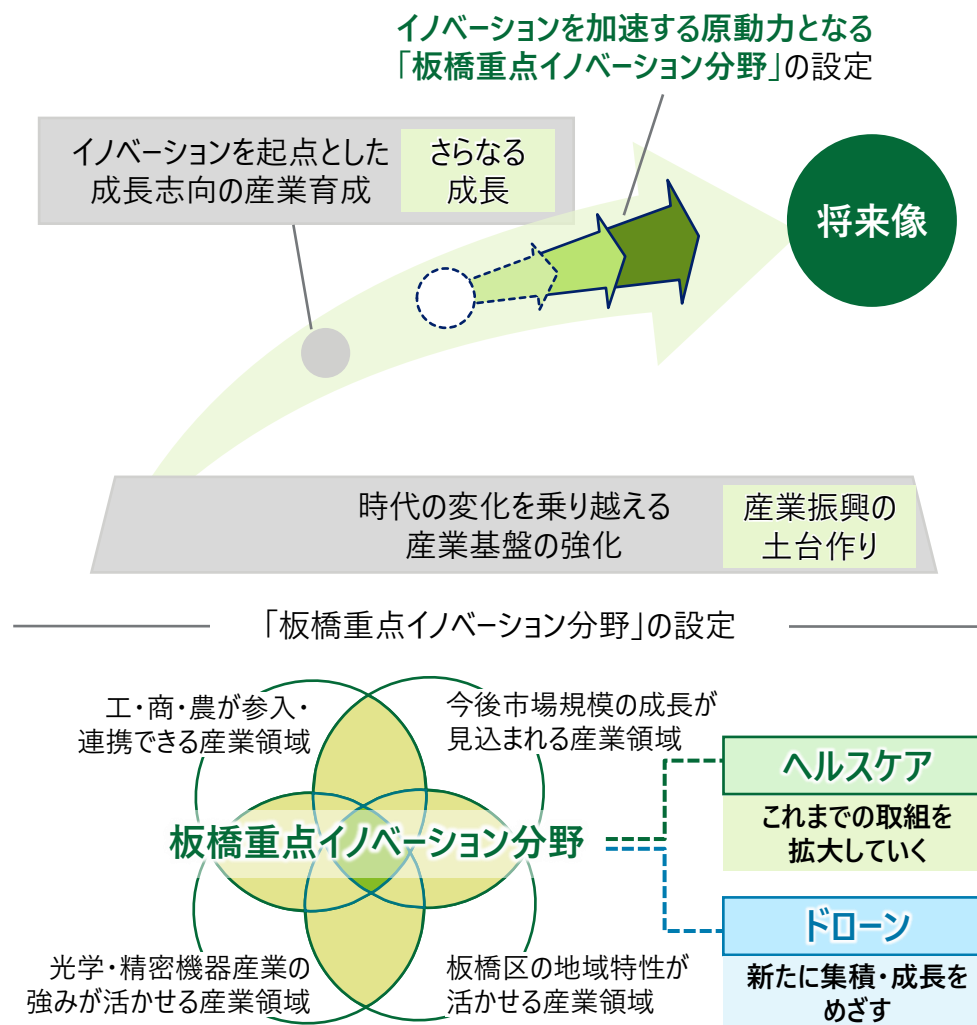 イノベーションを加速する原動力となる
「板橋重点イノベーション分野」の設定
イノベーションを起点とした
成長志向の産業育成
さらなる
成長
将来像
時代の変化を乗り越える
産業基盤の強化
産業振興の
土台作り
「板橋重点イノベーション分野」の設定
工・商・農が参入・
連携できる産業領域
今後市場規模の成長が
見込まれる産業領域
板橋重点イノベーション分野
光学・精密機器産業の
強みが活かせる産業領域
板橋区の地域特性が
活かせる産業領域
ヘルスケア
これまでの取組を
拡大していく
ドローン
新たに集積・成長を
めざす